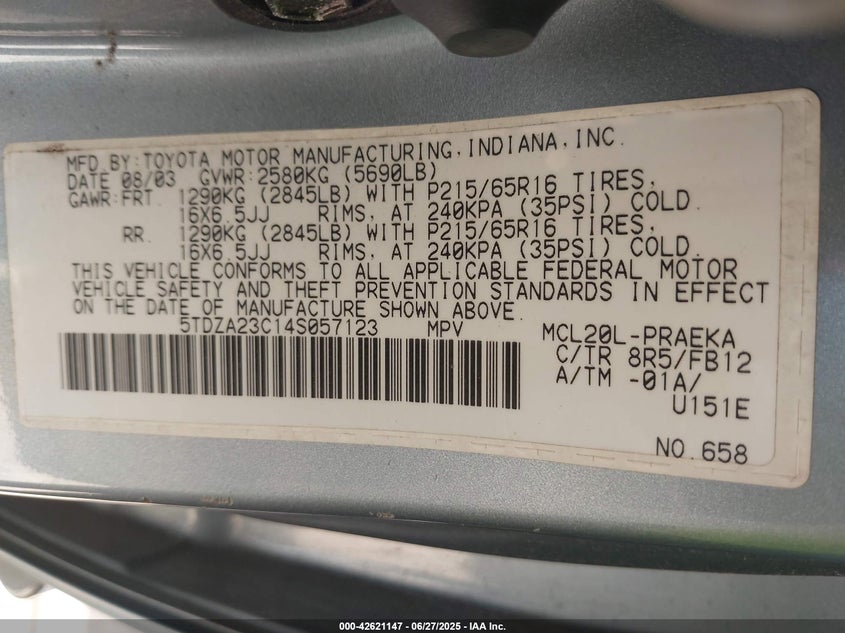 MFD.BY:TOYOTA MOTOR MANUFACTURING,INDIANA,INC.
DATE 08/03 GVWR:2580KG (5690LB)
GAWR:FRT. 1290KG (2845LB) WITH P215/65R16 TIRES,
16X6.5JJ RIMS, AT 240KPA (35PSI) COLD.
RR. 1290KG (2845LB) WITH P215/65R16 TIRES,
16X6.5JJ RIMS, AT 240KPA (35PSI) COLD.
THIS VEHICLE CONFORMS TO ALL APPLICABLE FEDERAL MOTOR
VEHICLE SAFETY AND THEFT PREVENTION STANDARDS IN EFFECT
ON THE DATE OF MANUFACTURE SHOWN ABOVE.
5TDZA23C14S057123 MPV MCL20L-PRAEKA
C/TR 8R5/FB12
A/TM -01A/
U151E
NO.658
000-42621147 - 06/27/2025 - IAA Inc.